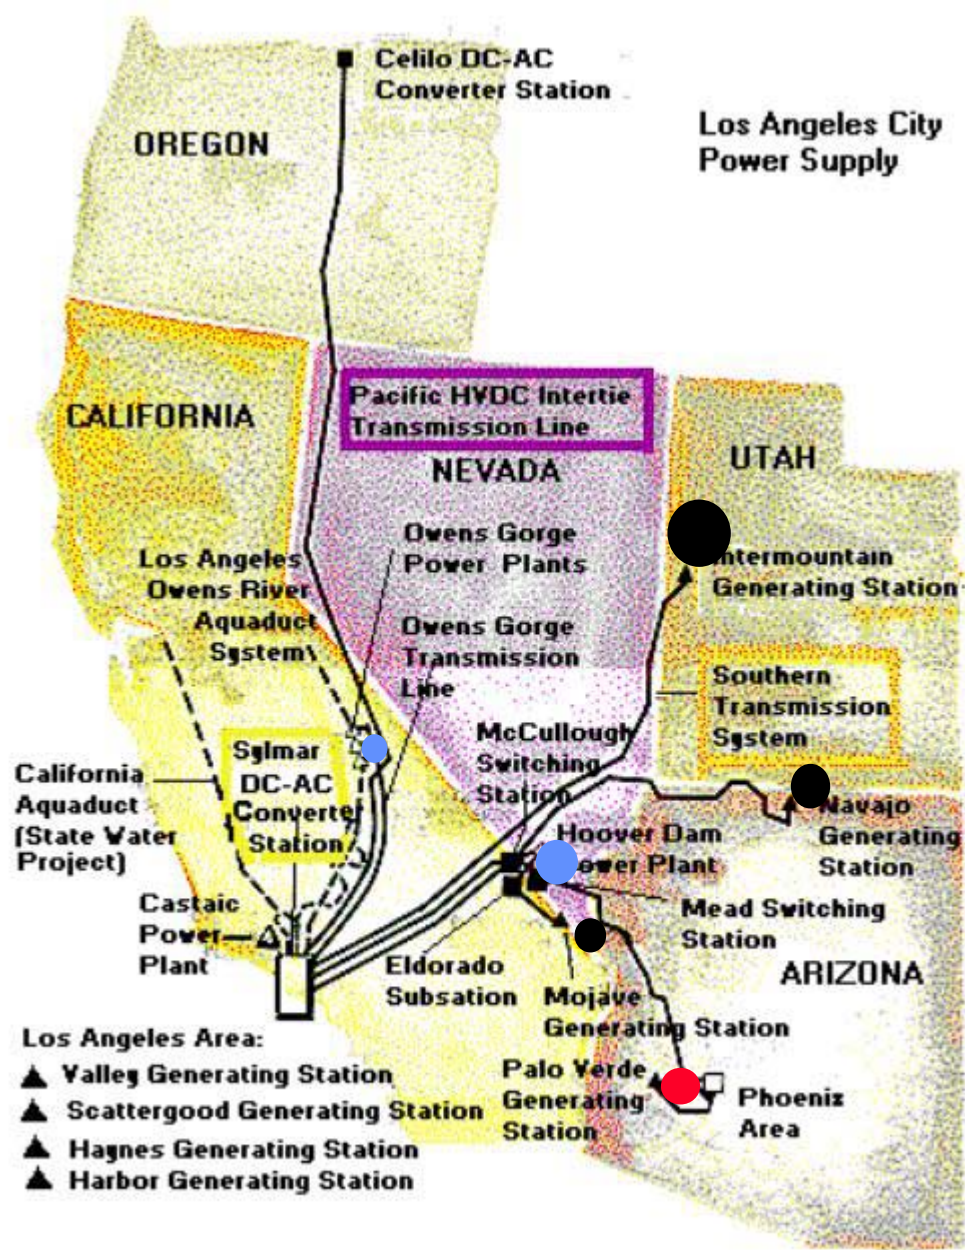 Celilo DC-AC
Converter Station
Los Angeles City
Power Supply
OREGON
CALIFORNIA
Pacific HVDC Intertie
Transmission Line
NEVADA
UTAH
Owens Gorge
Power Plants
Los Angeles
Owens River
Aquaduct
System
Intermountain
Generating Station
Owens Gorge
Transmission
Line
Southern
Transmission
System
McCullough
Switching
Station
Sylmar
DC-AC
Converte
Station
California
Aquaduct
(State Water
Project)
Navajo
Generating
Station
Hoover Dam
ower Plant
Castaic
Power
Plant
Mead Switching
Station
Eldorado
Subsation
Mojave
Generating Station
ARIZONA
Los Angeles Area:
Valley Generating Station
Scattergood Generating Station
Haynes Generating Station
Harbor Generating Station
Palo Verde
Generating
Station
Phoeniz
Area